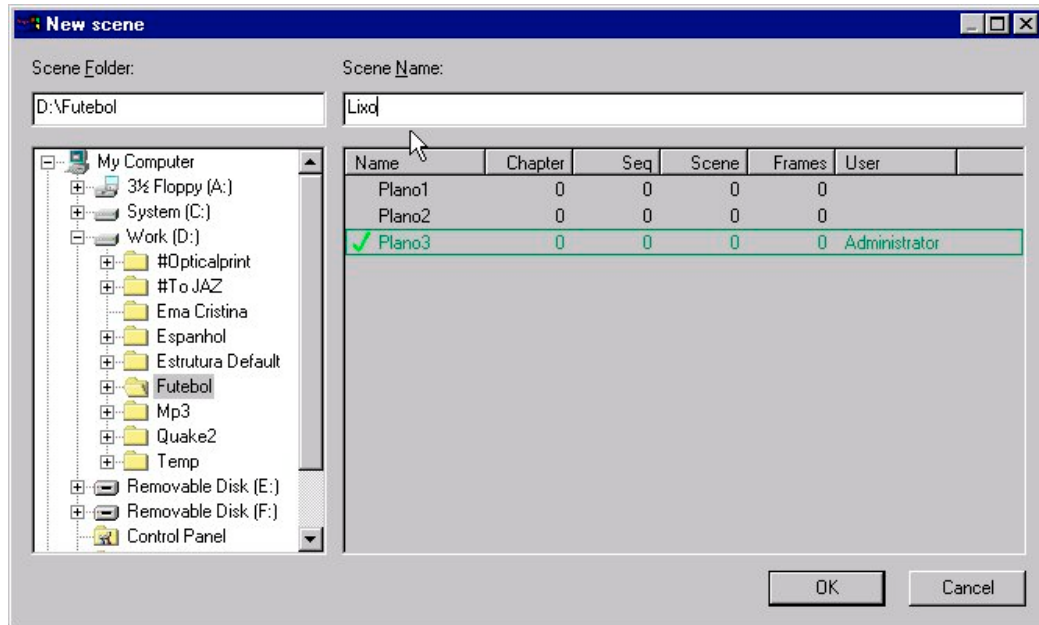 New scene
Scene Folder:
Scene Name:
D:\Futebol
Lixo
My Computer
3½ Floppy (A:)
System (C:)
Work (D:)
#Opticalprint
#To JAZ
Ema Cristina
Espanhol
Estrutura Default
Futebol
Mp3
Quake2
Temp
Removable Disk (E:)
Removable Disk (F:)
Control Panel
Name Chapter Seq Scene Frames User
Plano1 0 0 0 0
Plano2 0 0 0 0
Plano3 0 0 0 0 Administrator
OK Cancel